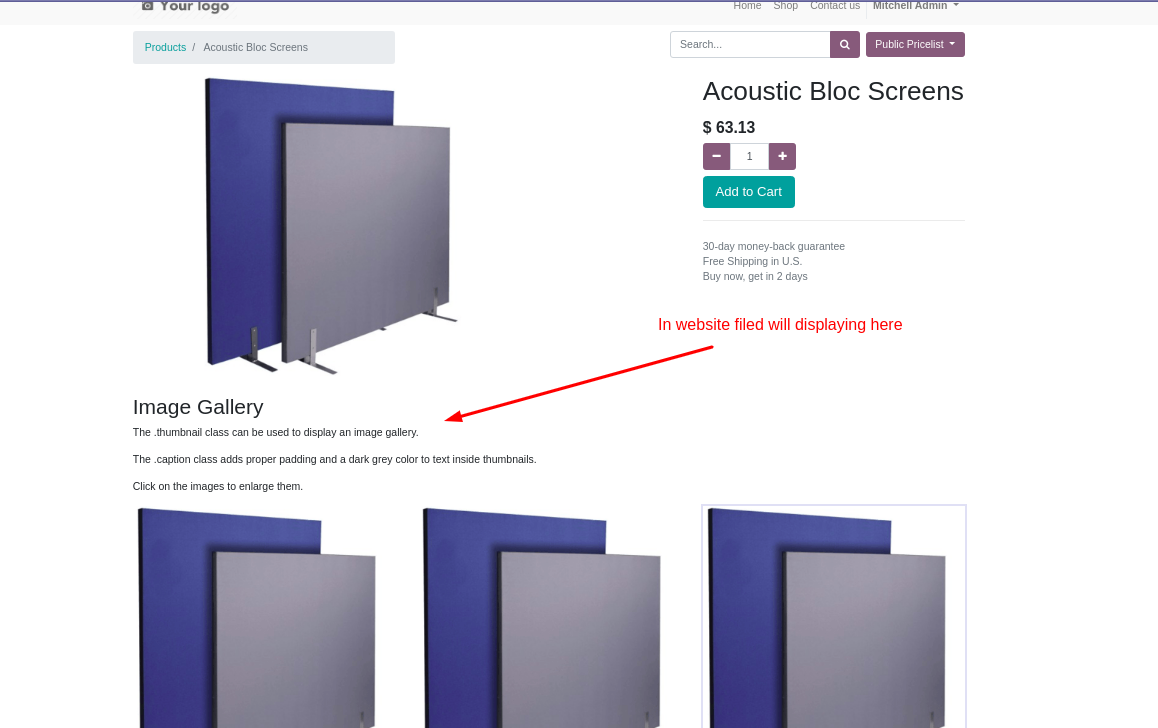 Your logo
Home Shop Contact us Mitchell Admin
Products / Acoustic Bloc Screens
Search...
Public Pricelist
Acoustic Bloc Screens
$ 63.13
1
Add to Cart
30-day money-back guarantee
Free Shipping in U.S.
Buy now, get in 2 days
In website filed will displaying here
Image Gallery
The .thumbnail class can be used to display an image gallery.
The .caption class adds proper padding and a dark grey color to text inside thumbnails.
Click on the images to enlarge them.